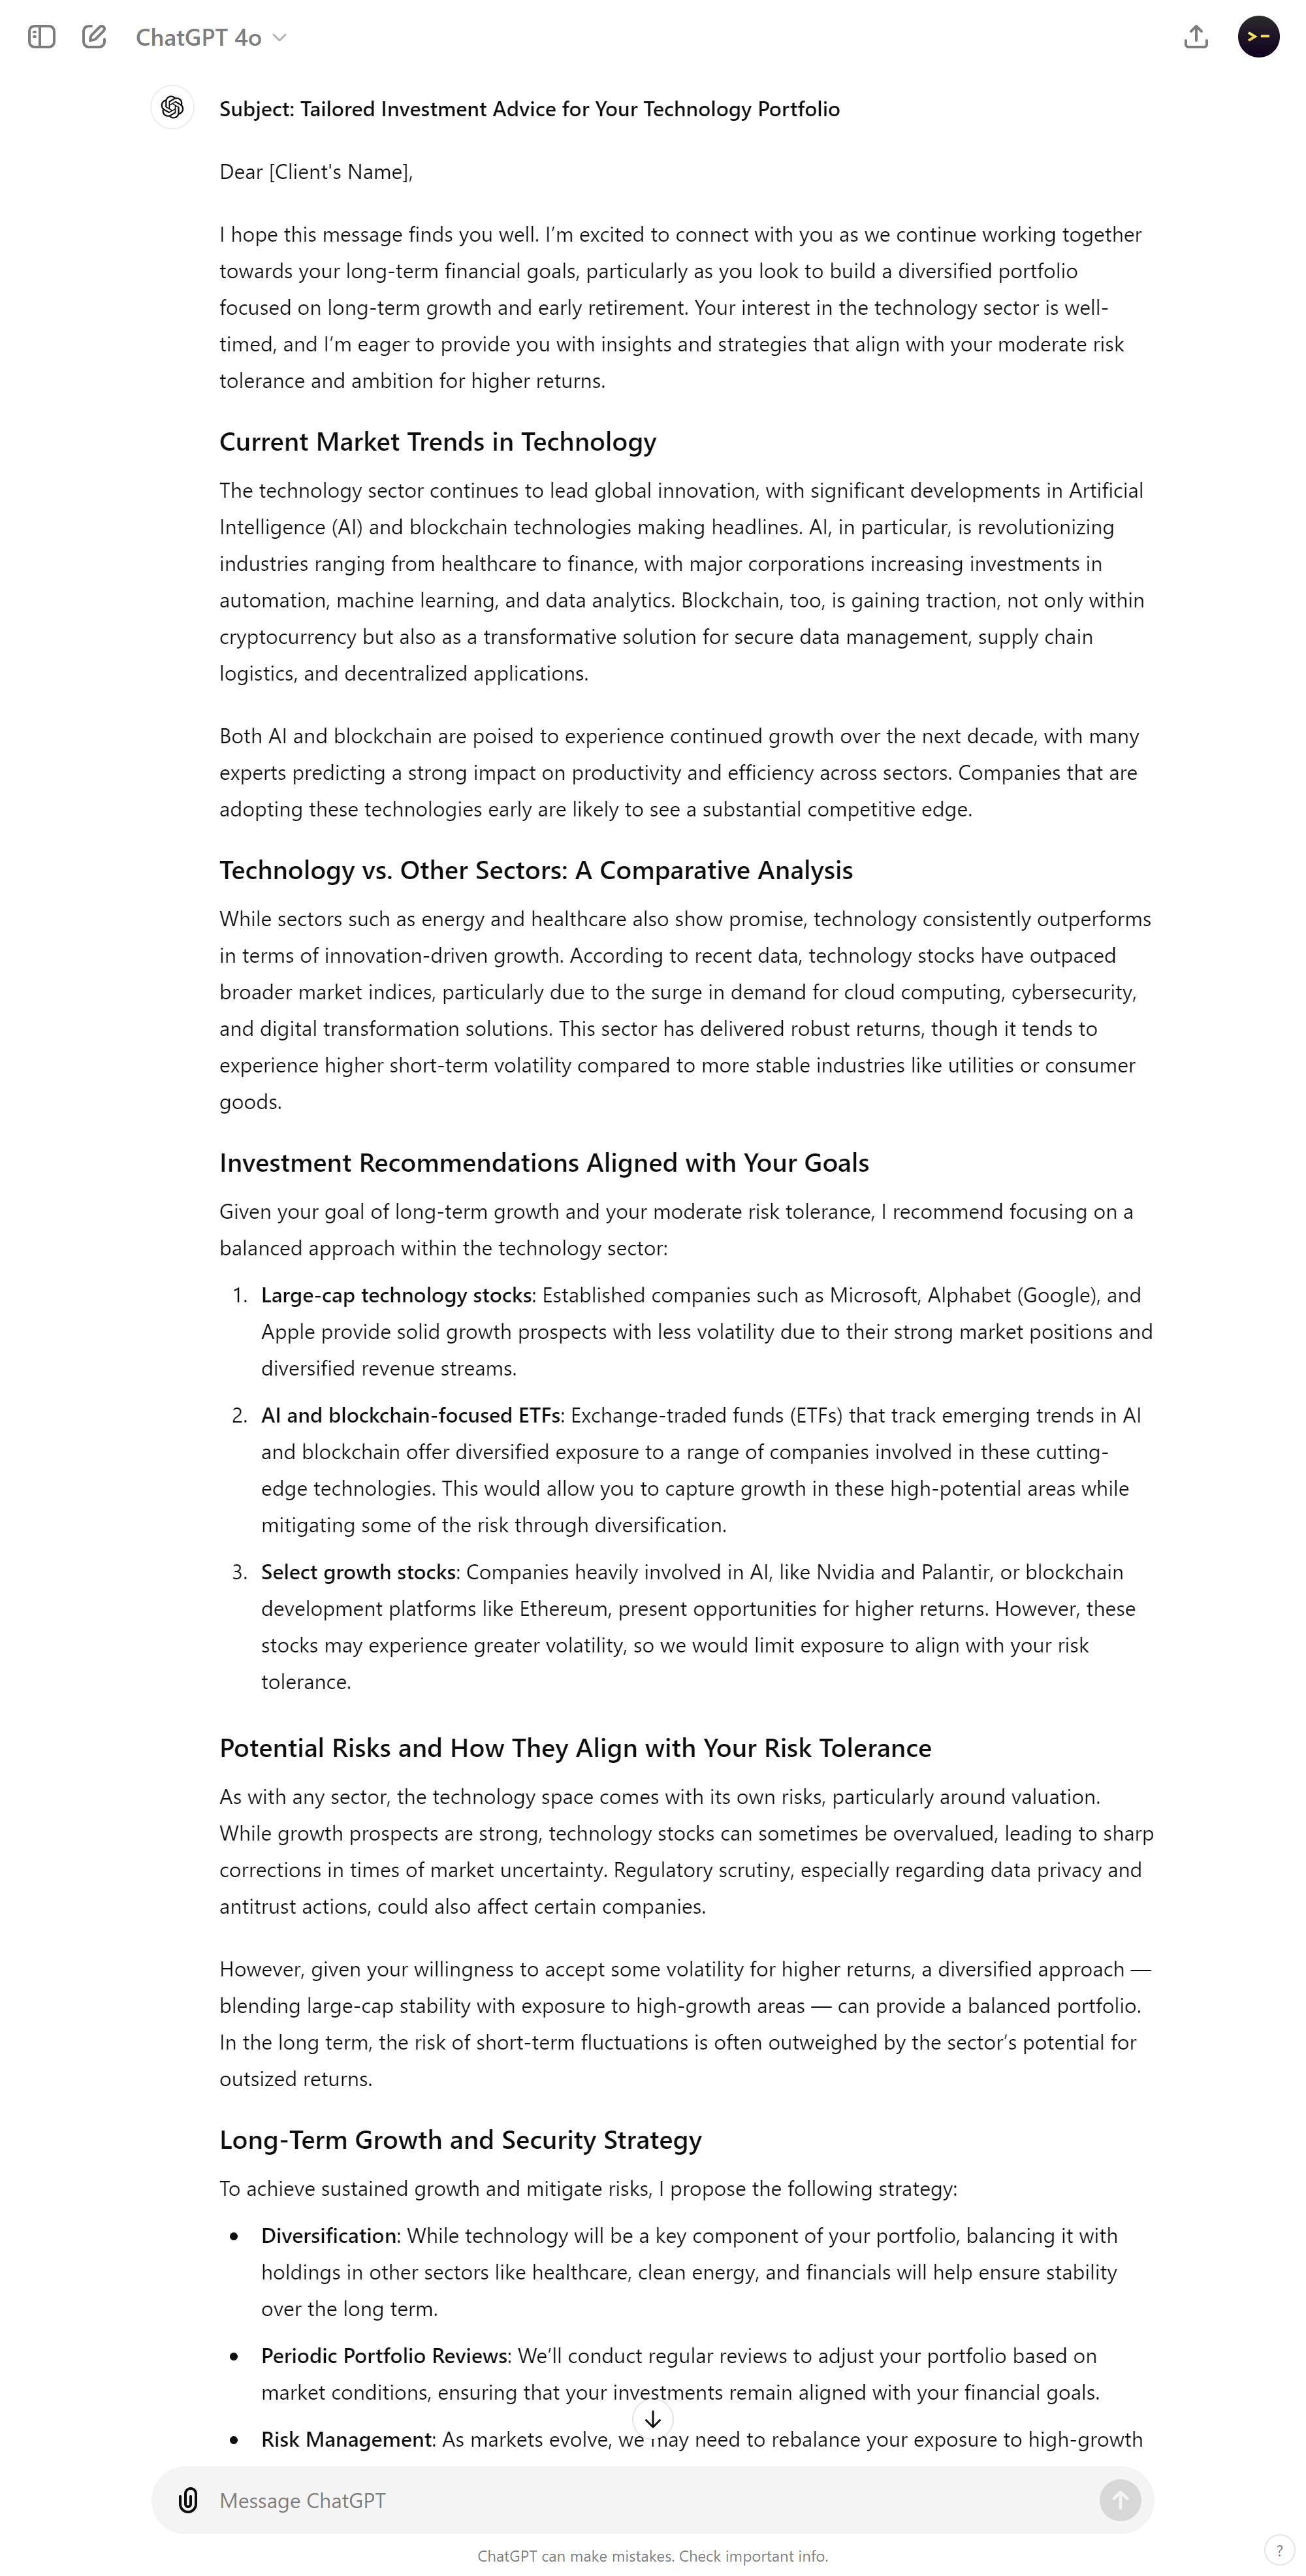 ChatGPT 4o
>-
Subject: Tailored Investment Advice for Your Technology Portfolio
Dear [Client's Name],
I hope this message finds you well. I’m excited to connect with you as we continue working together
towards your long-term financial goals, particularly as you look to build a diversified portfolio
focused on long-term growth and early retirement. Your interest in the technology sector is well-
timed, and I’m eager to provide you with insights and strategies that align with your moderate risk
tolerance and ambition for higher returns.
Current Market Trends in Technology
The technology sector continues to lead global innovation, with significant developments in Artificial
Intelligence (AI) and blockchain technologies making headlines. AI, in particular, is revolutionizing
industries ranging from healthcare to finance, with major corporations increasing investments in
automation, machine learning, and data analytics. Blockchain, too, is gaining traction, not only within
cryptocurrency but also as a transformative solution for secure data management, supply chain
logistics, and decentralized applications.
Both AI and blockchain are poised to experience continued growth over the next decade, with many
experts predicting a strong impact on productivity and efficiency across sectors. Companies that are
adopting these technologies early are likely to see a substantial competitive edge.
Technology vs. Other Sectors: A Comparative Analysis
While sectors such as energy and healthcare also show promise, technology consistently outperforms
in terms of innovation-driven growth. According to recent data, technology stocks have outpaced
broader market indices, particularly due to the surge in demand for cloud computing, cybersecurity,
and digital transformation solutions. This sector has delivered robust returns, though it tends to
experience higher short-term volatility compared to more stable industries like utilities or consumer
goods.
Investment Recommendations Aligned with Your Goals
Given your goal of long-term growth and your moderate risk tolerance, I recommend focusing on a
balanced approach within the technology sector:
1. Large-cap technology stocks: Established companies such as Microsoft, Alphabet (Google), and
Apple provide solid growth prospects with less volatility due to their strong market positions and
diversified revenue streams.
2. AI and blockchain-focused ETFs: Exchange-traded funds (ETFs) that track emerging trends in AI
and blockchain offer diversified exposure to a range of companies involved in these cutting-
edge technologies. This would allow you to capture growth in these high-potential areas while
mitigating some of the risk through diversification.
3. Select growth stocks: Companies heavily involved in AI, like Nvidia and Palantir, or blockchain
development platforms like Ethereum, present opportunities for higher returns. However, these
stocks may experience greater volatility, so we would limit exposure to align with your risk
tolerance.
Potential Risks and How They Align with Your Risk Tolerance
As with any sector, the technology space comes with its own risks, particularly around valuation.
While growth prospects are strong, technology stocks can sometimes be overvalued, leading to sharp
corrections in times of market uncertainty. Regulatory scrutiny, especially regarding data privacy and
antitrust actions, could also affect certain companies.
However, given your willingness to accept some volatility for higher returns, a diversified approach —
blending large-cap stability with exposure to high-growth areas — can provide a balanced portfolio.
In the long term, the risk of short-term fluctuations is often outweighed by the sector’s potential for
outsized returns.
Long-Term Growth and Security Strategy
To achieve sustained growth and mitigate risks, I propose the following strategy:
• Diversification: While technology will be a key component of your portfolio, balancing it with
holdings in other sectors like healthcare, clean energy, and financials will help ensure stability
over the long term.
• Periodic Portfolio Reviews: We’ll conduct regular reviews to adjust your portfolio based on
market conditions, ensuring that your investments remain aligned with your financial goals.
• Risk Management: As markets evolve, we may need to rebalance your exposure to high-growth
Message ChatGPT
ChatGPT can make mistakes. Check important info.
?